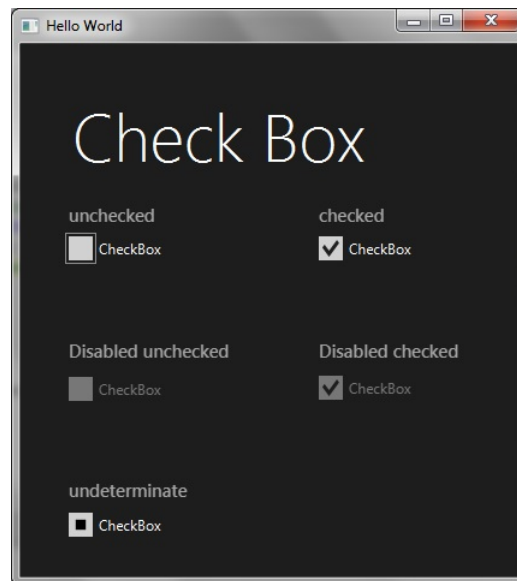 Hello World
Check Box
unchecked
checked
CheckBox
CheckBox
Disabled unchecked
Disabled checked
CheckBox
CheckBox
undeterminate
CheckBox